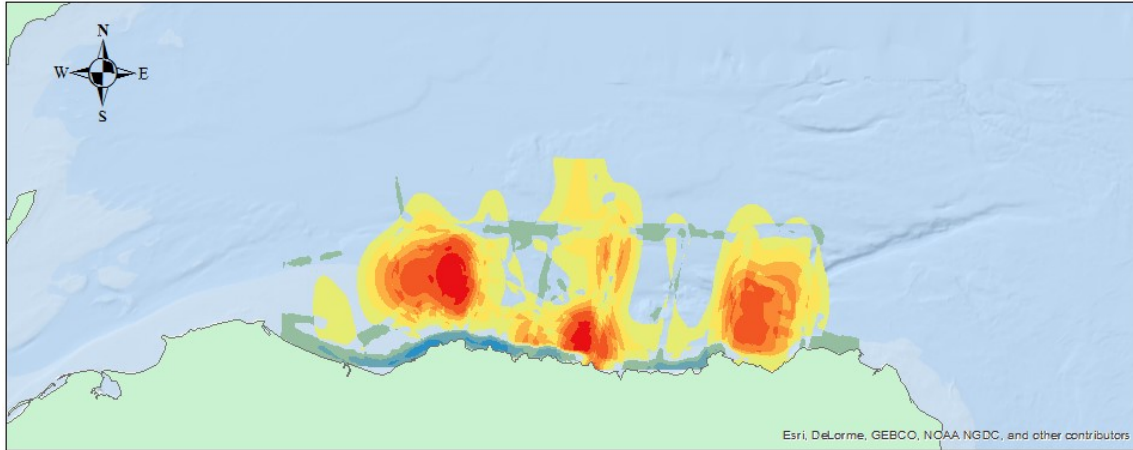 N
W E
S
Esri, DeLorme, GEBCO, NOAA NGDC, and other contributors